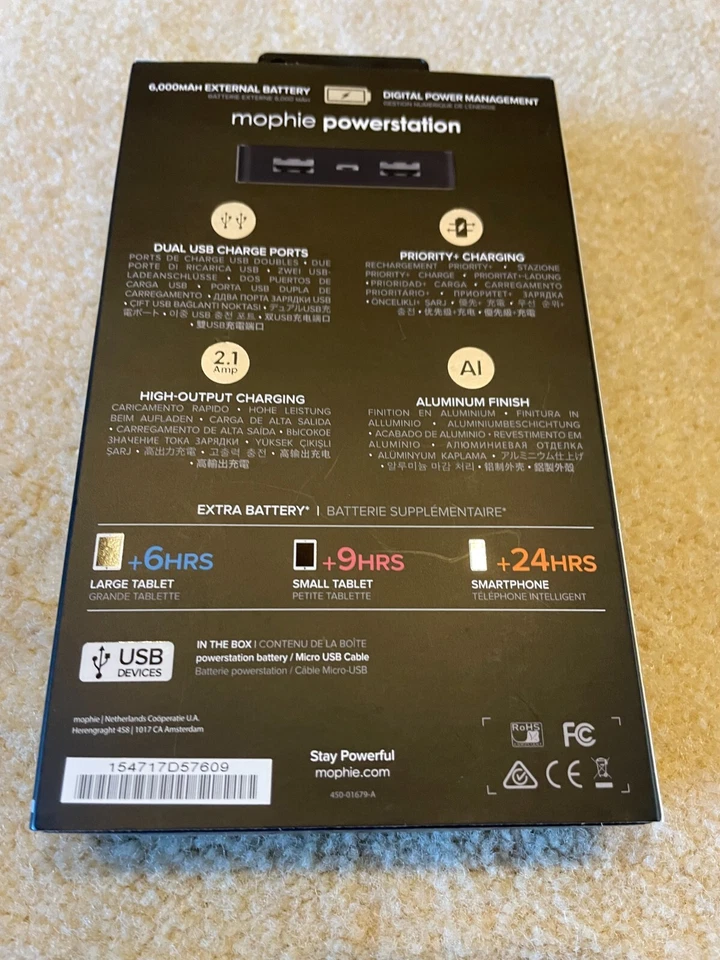 6,000MAH EXTERNAL BATTERY
BATTERIE EXTERNE 6,000 MAH
DIGITAL POWER MANAGEMENT
GESTION NUMÉRIQUE DE L'ÉNERGIE
mophie powerstation
DUAL USB CHARGE PORTS
PORTS DE CHARGE USB DOUBLES • DUE
PORTE DI RICARICA USB • ZWEI USB-
LADEANSCHLÜSSE • DOS PUERTOS DE
CARGA USB • PORTA USB DUPLA DE
CARREGAMENTO • ДВА ПОРТА ЗАРЯДКИ USB
• ÇIFT USB BAĞLANTI NOKTASI • デュアルUSB充
電ポート • 이중 USB 충전 포트 • 双USB充电端口
• 雙USB充電端口
PRIORITY+ CHARGING
RECHARGEMENT PRIORITY+ • STAZIONE
PRIORITY+ CHARGE • PRIORITÄT+-LADUNG
• PRIORIDAD+ CARGA • CARREGAMENTO
PRIORITÁRIO+ • ПРИОРИТЕТ+ ЗАРЯДКА
• ÖNCELIKLI+ ŞARJ • 優先+ 充電 • 우선 순위+
충전 • 优先级+充电 • 優先級+充電
2.1
Amp
HIGH-OUTPUT CHARGING
CARICAMENTO RAPIDO • HOHE LEISTUNG
BEIM AUFLADEN • CARGA DE ALTA SALIDA
• CARREGAMENTO DE ALTA SAÍDA • ВЫСОКОЕ
ЗНАЧЕНИЕ ТОКА ЗАРЯДКИ • YÜKSEK ÇIKIŞLI
ŞARJ • 高出力充電 • 고출력 충전 • 高输出充电
• 高輸出充電
Al
ALUMINUM FINISH
FINITION EN ALUMINIUM • FINITURA IN
ALLUMINIO • ALUMINIUMBESCHICHTUNG
• ACABADO DE ALUMINIO • REVESTIMENTO EM
ALUMÍNIO • АЛЮМИНИЕВАЯ ОТДЕЛКА
• ALÜMINYUM KAPLAMA • アルミニウム仕上げ
• 알루미늄 마감 처리 • 铝制外壳 • 鋁製外殼
EXTRA BATTERY* | BATTERIE SUPPLÉMENTAIRE*
+6HRS
LARGE TABLET
GRANDE TABLETTE
+9HRS
SMALL TABLET
PETITE TABLETTE
+24HRS
SMARTPHONE
TÉLÉPHONE INTELLIGENT
USB
DEVICES
IN THE BOX | CONTENU DE LA BOÎTE
powerstation battery / Micro USB Cable
Batterie powerstation / Câble Micro-USB
mophie | Netherlands Coöperatie U.A.
Herengraght 458 | 1017 CA Amsterdam
154717D57609
Stay Powerful
mophie.com
450-01679-A
RoHS
FC
CE